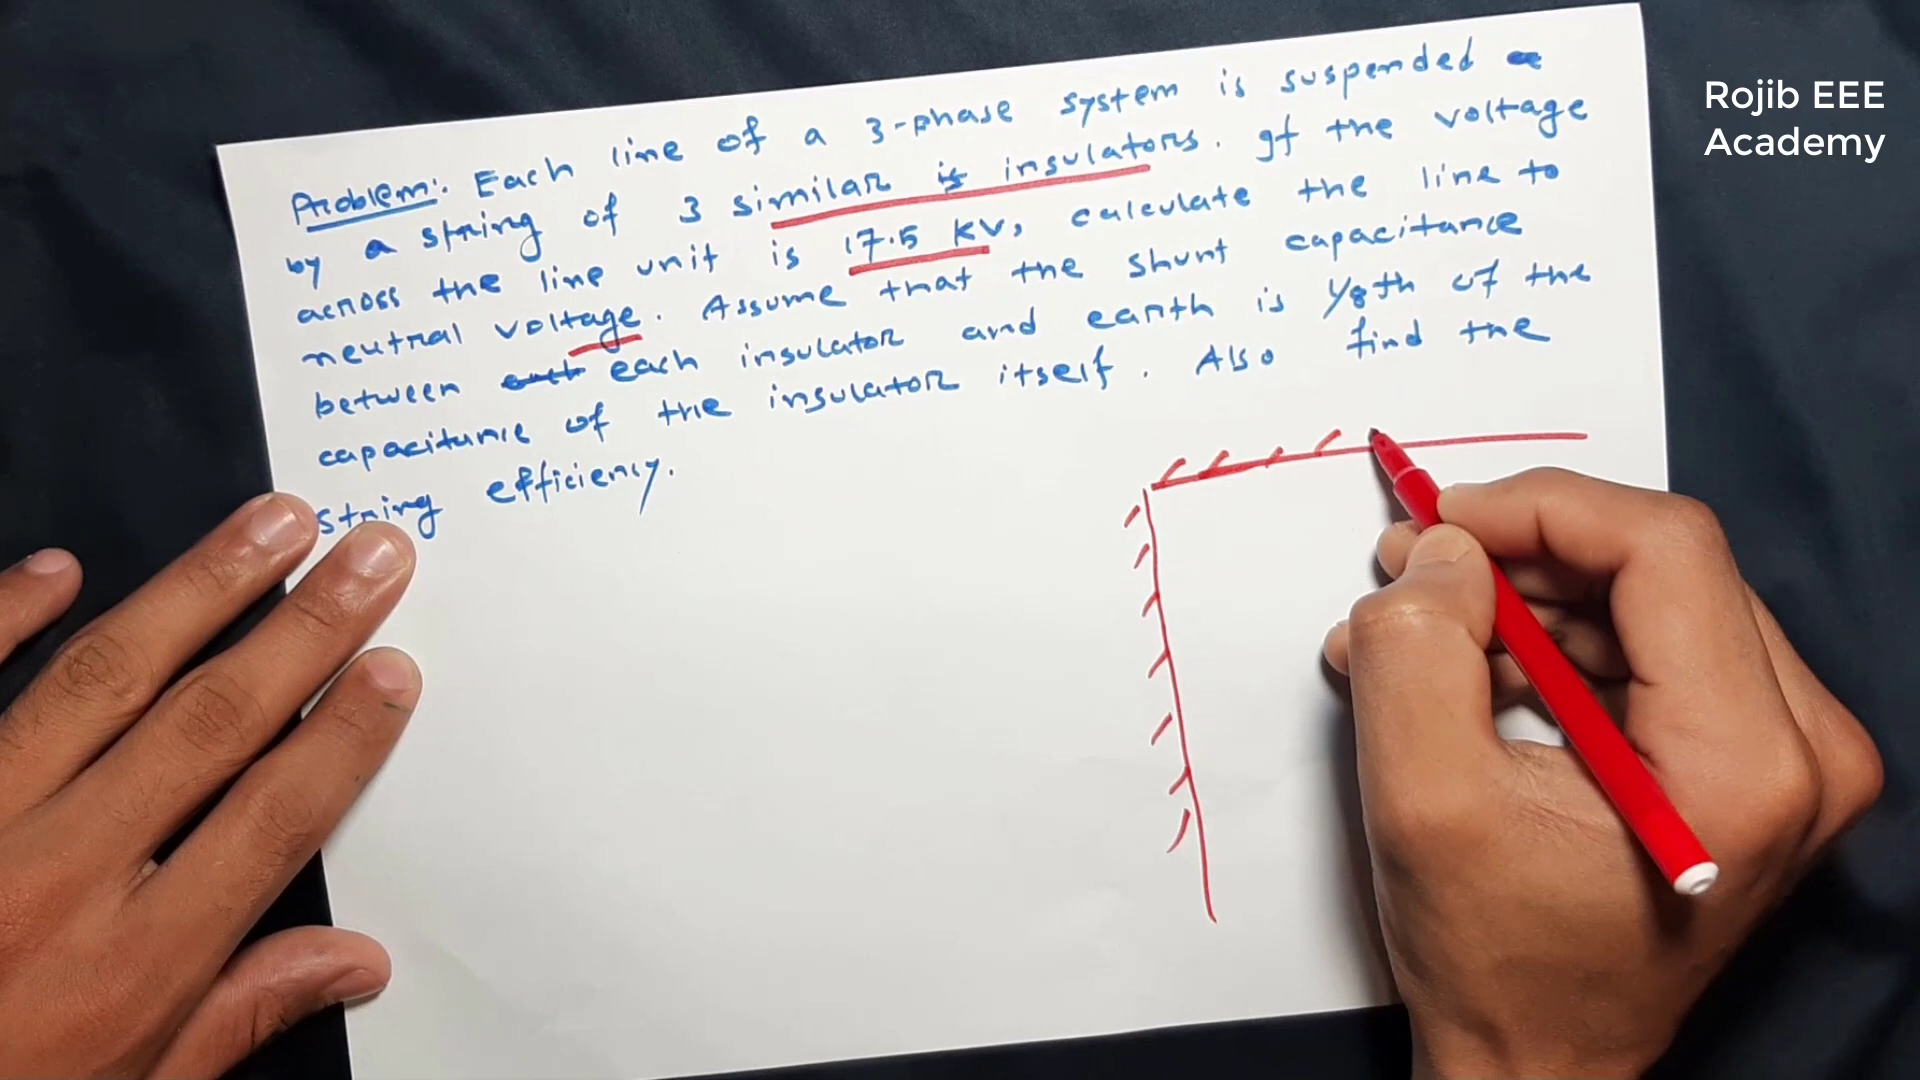 Problem: Each line of a 3-phase system is suspended
by a string of 3 similar insulators. If the voltage
across the line unit is 17.5 kV, calculate the line to
neutral voltage. Assume that the shunt capacitance
between each insulator and earth is 1/8th of the
capacitance of the insulator itself. Also find the
string efficiency.
Rojib EEE
Academy